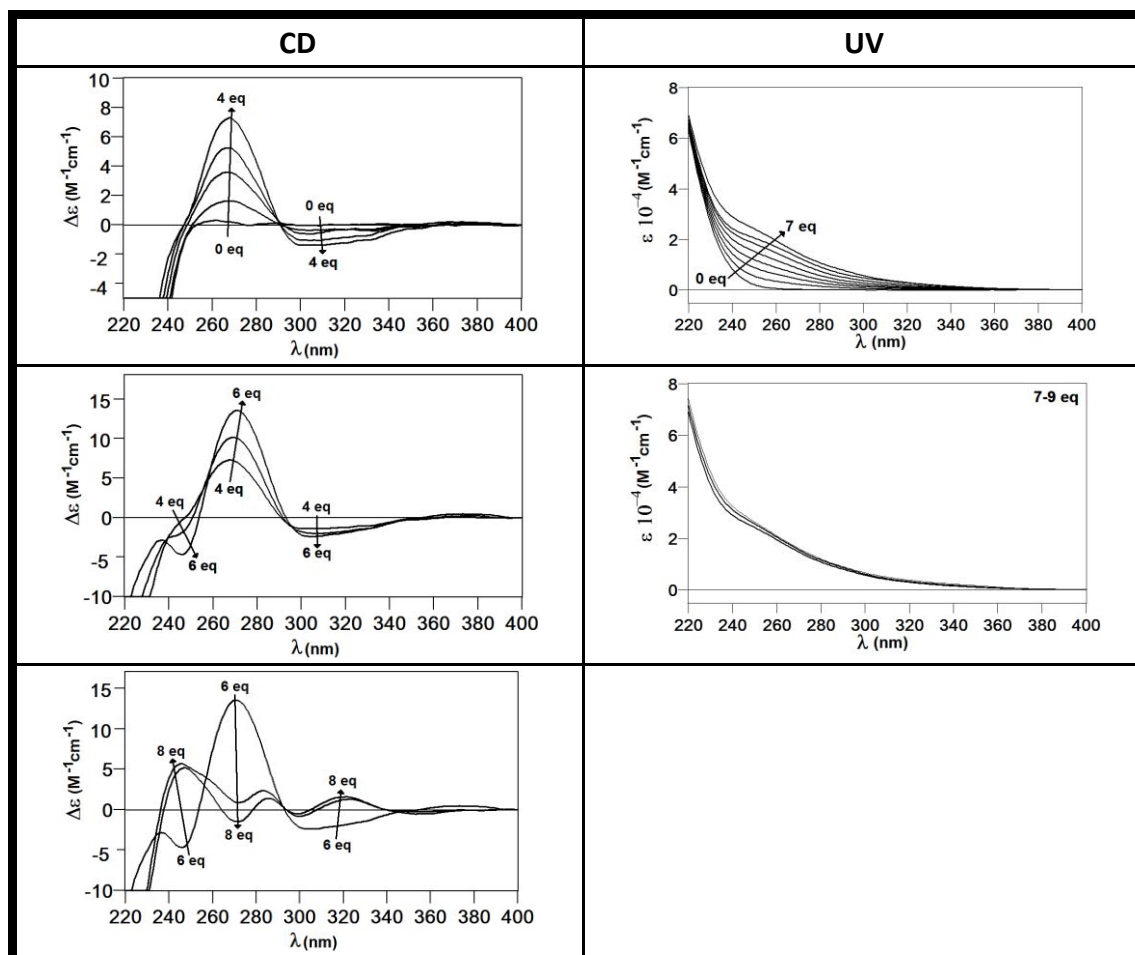 CD
UV
10
8
6
4
2
0
-2
-4
Δε (M⁻¹cm⁻¹)
4 eq
0 eq
0 eq
4 eq
220 240 260 280 300 320 340 360 380 400
λ (nm)
8
6
4
2
0
ε 10⁻⁴ (M⁻¹cm⁻¹)
7 eq
0 eq
220 240 260 280 300 320 340 360 380 400
λ (nm)
15
10
5
0
-5
-10
Δε (M⁻¹cm⁻¹)
6 eq
4 eq
4 eq
6 eq
4 eq
6 eq
220 240 260 280 300 320 340 360 380 400
λ (nm)
8
6
4
2
0
ε 10⁻⁴ (M⁻¹cm⁻¹)
7-9 eq
220 240 260 280 300 320 340 360 380 400
λ (nm)
15
10
5
0
-5
-10
Δε (M⁻¹cm⁻¹)
6 eq
8 eq
8 eq
6 eq
8 eq
6 eq
220 240 260 280 300 320 340 360 380 400
λ (nm)